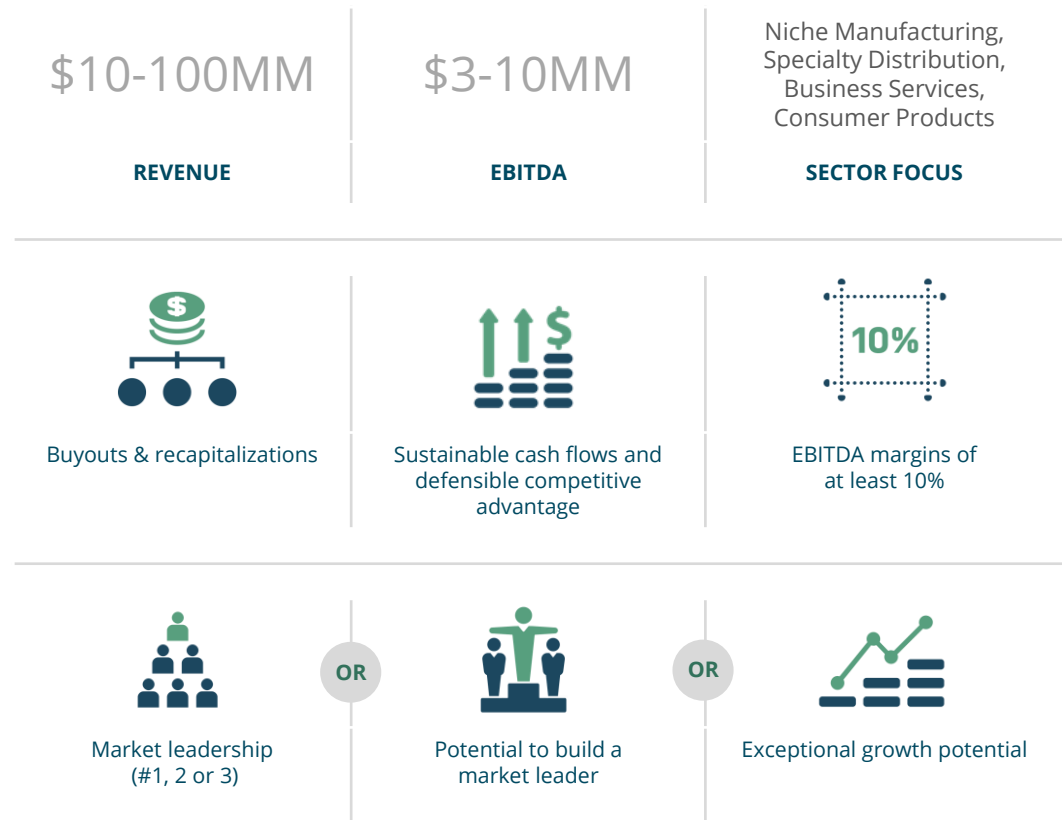 $10-100MM
REVENUE
$3-10MM
EBITDA
Niche Manufacturing,
Specialty Distribution,
Business Services,
Consumer Products
SECTOR FOCUS
$
Buyouts & recapitalizations
$
Sustainable cash flows and
defensible competitive
advantage
10%
EBITDA margins of
at least 10%
Market leadership
(#1, 2 or 3)
OR
Potential to build a
market leader
OR
Exceptional growth potential